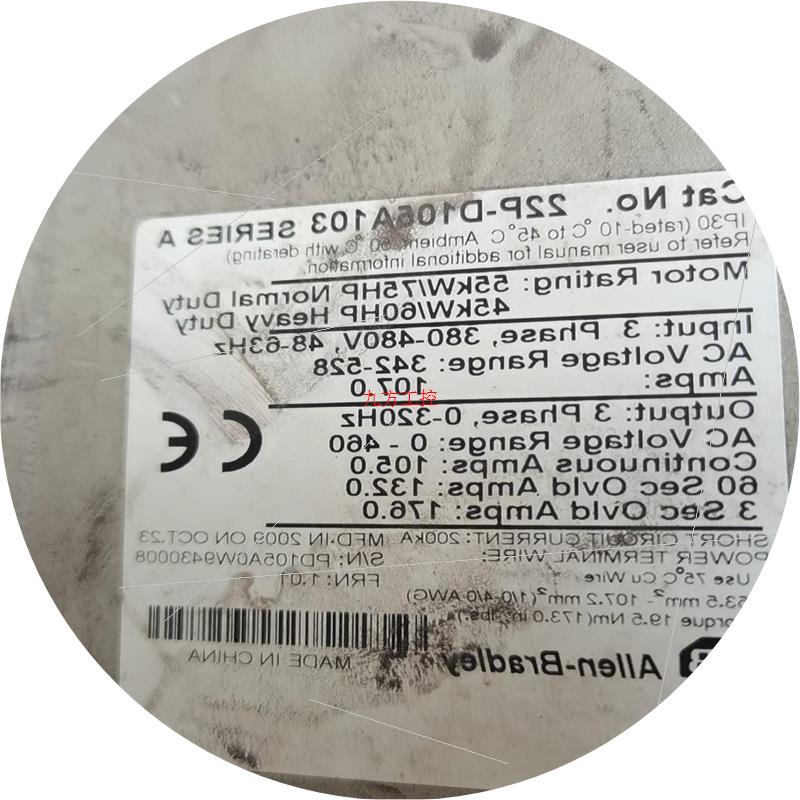 Cat No. 22P-D105A103 SERIES A
IP30 (rated-10°C to 45°C Ambient, 50°C with derating)
Refer to user manual for additional information
Motor Rating: 55kW/75HP Normal Duty
45kW/60HP Heavy Duty
Input: 3 Phase, 380-480V, 48-63Hz
AC Voltage Range: 342-528
Amps: 107.0
九方工控
Output: 3 Phase, 0-320Hz
AC Voltage Range: 0 - 460
Continuous Amps: 105.0
60 Sec Ovld Amps: 132.0
3 Sec Ovld Amps: 176.0
CE
SHORT CIRCUIT CURRENT: 200kA MFD-IN 2009 ON OCT.23
POWER TERMINAL WIRE: S/N: PD105A0W9430008
Use 75°C Cu Wire FRN: 1.01
53.5 mm²- 107.2 mm²(1/0-4/0 AWG)
orque 19.5 Nm(173.0 in.-lbs.)
MADE IN CHINA
Allen-Bradley